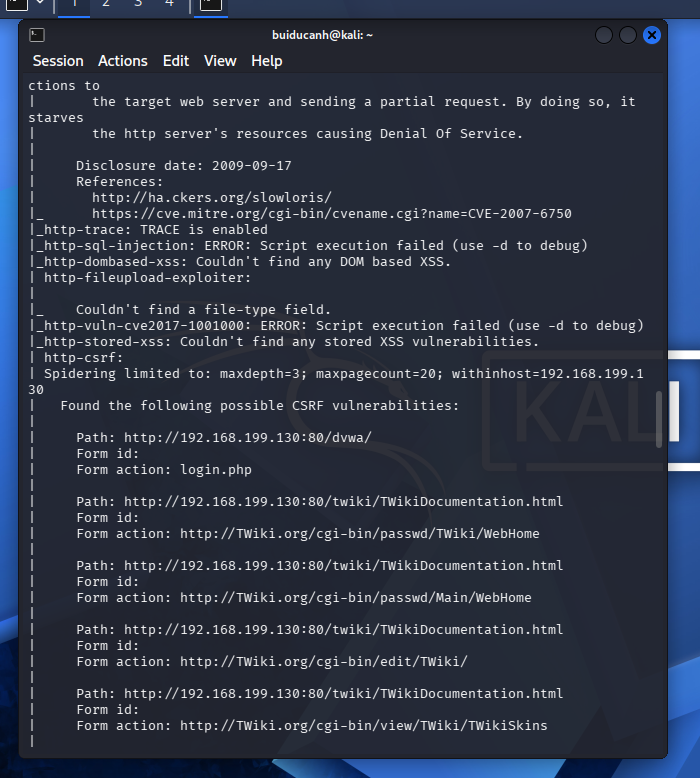 1 2 3 4
buiducanh@kali: ~
Session Actions Edit View Help
ctions to
|       the target web server and sending a partial request. By doing so, it
starves
|       the http server's resources causing Denial Of Service.
|
|     Disclosure date: 2009-09-17
|     References:
|       http://ha.ckers.org/slowloris/
|_      https://cve.mitre.org/cgi-bin/cvename.cgi?name=CVE-2007-6750
|_http-trace: TRACE is enabled
|_http-sql-injection: ERROR: Script execution failed (use -d to debug)
|_http-dombased-xss: Couldn't find any DOM based XSS.
| http-fileupload-exploiter:
|
|_    Couldn't find a file-type field.
|_http-vuln-cve2017-1001000: ERROR: Script execution failed (use -d to debug)
|_http-stored-xss: Couldn't find any stored XSS vulnerabilities.
| http-csrf:
| Spidering limited to: maxdepth=3; maxpagecount=20; withinhost=192.168.199.1
30
|   Found the following possible CSRF vulnerabilities:
|
|     Path: http://192.168.199.130:80/dvwa/
|     Form id:
|     Form action: login.php
|
|     Path: http://192.168.199.130:80/twiki/TWikiDocumentation.html
|     Form id:
|     Form action: http://TWiki.org/cgi-bin/passwd/TWiki/WebHome
|
|     Path: http://192.168.199.130:80/twiki/TWikiDocumentation.html
|     Form id:
|     Form action: http://TWiki.org/cgi-bin/passwd/Main/WebHome
|
|     Path: http://192.168.199.130:80/twiki/TWikiDocumentation.html
|     Form id:
|     Form action: http://TWiki.org/cgi-bin/edit/TWiki/
|
|     Path: http://192.168.199.130:80/twiki/TWikiDocumentation.html
|     Form id:
|     Form action: http://TWiki.org/cgi-bin/view/TWiki/TWikiSkins
|
KALI